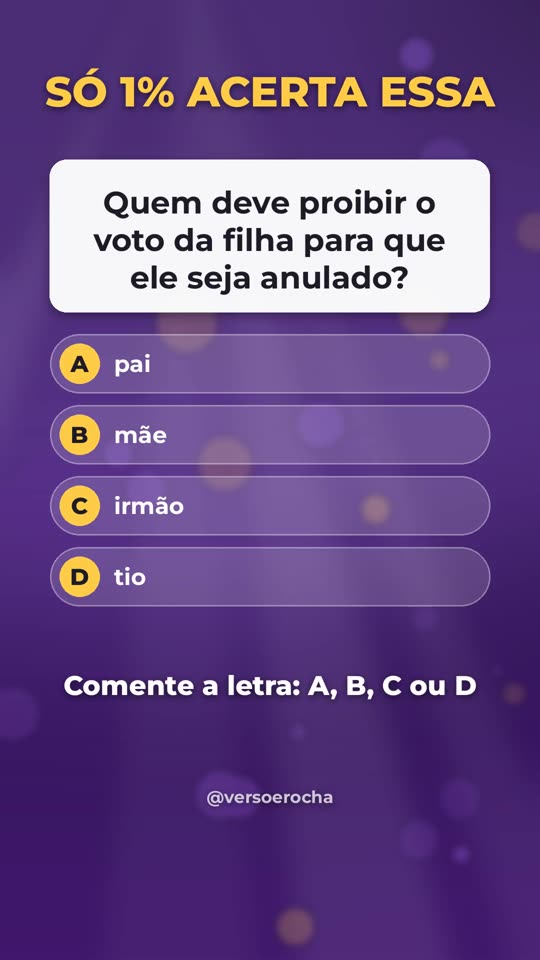 SÓ 1% ACERTA ESSA
Quem deve proibir o
voto da filha para que
ele seja anulado?
A pai
B mãe
C irmão
D tio
Comente a letra: A, B, C ou D
@versoerocha